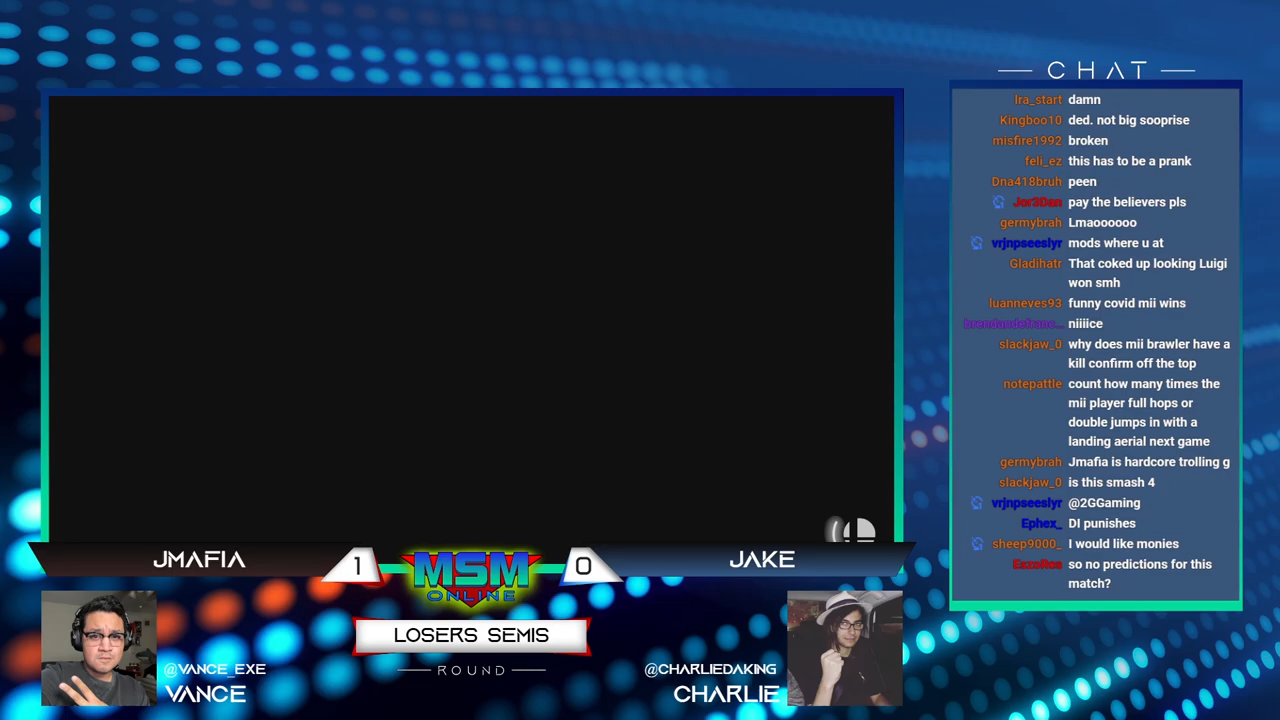 CHAT
Ira_start damn
Kingboo10 ded. not big sooprise
misfire1992 broken
feli_ez this has to be a prank
Dna418bruh peen
Jor2Dan pay the believers pls
germybrah Lmaoooooo
vrjnpseeslyr mods where u at
Gladihatr That coked up looking Luigi
won smh
luanneves93 funny covid mii wins
brendandefranc... niiiice
slackjaw_0 why does mii brawler have a
kill confirm off the top
notepattle count how many times the
mii player full hops or
double jumps in with a
landing aerial next game
germybrah Jmafia is hardcore trolling g
slackjaw_0 is this smash 4
vrjnpseeslyr @2GGaming
Ephex_ DI punishes
sheep9000_ I would like monies
so no predictions for this
match?
JMAFIA 1 MSM 0 JAKE
ONLINE
LOSERS SEMIS
ROUND
@VANCE_EXE
VANCE
@CHARLIEDAKING
CHARLIE